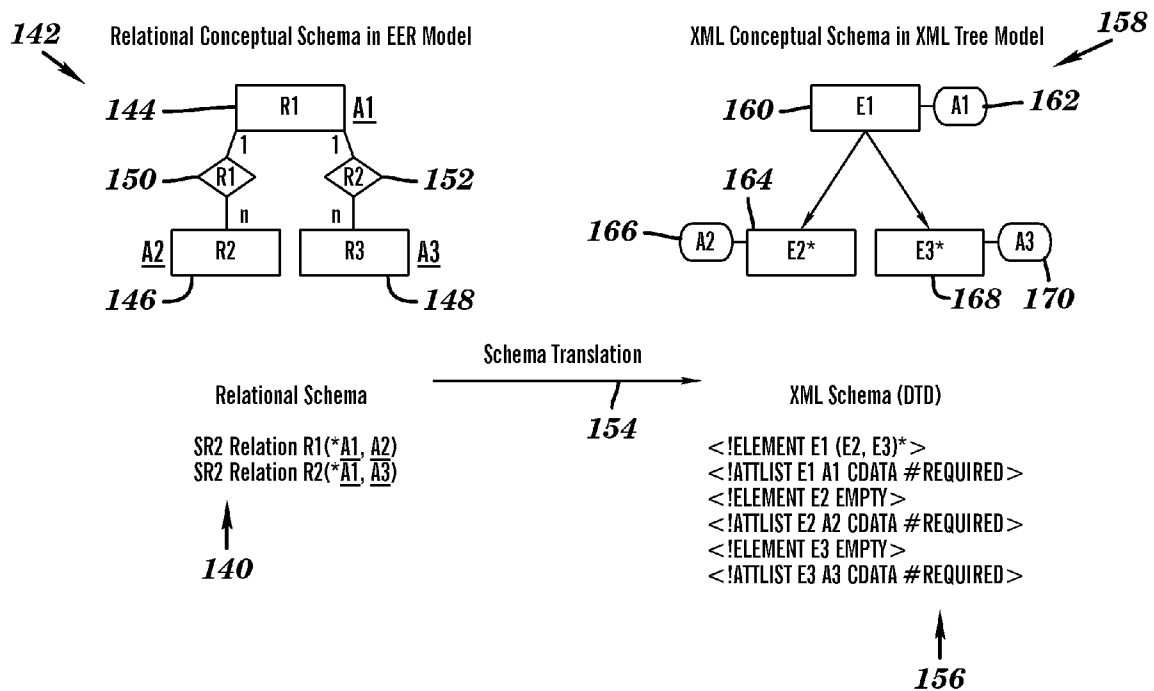 142
Relational Conceptual Schema in EER Model
XML Conceptual Schema in XML Tree Model
158
144
R1
A1
160
E1
A1
162
1
1
150
R1
R2
152
n
n
164
A2
R2
R3
A3
166
A2
E2*
E3*
A3
146
148
168
170
Schema Translation
154
Relational Schema
SR2 Relation R1(*A1, A2)
SR2 Relation R2(*A1, A3)
140
XML Schema (DTD)
<!ELEMENT E1 (E2, E3)*>
<!ATTLIST E1 A1 CDATA #REQUIRED>
<!ELEMENT E2 EMPTY>
<!ATTLIST E2 A2 CDATA #REQUIRED>
<!ELEMENT E3 EMPTY>
<!ATTLIST E3 A3 CDATA #REQUIRED>
156